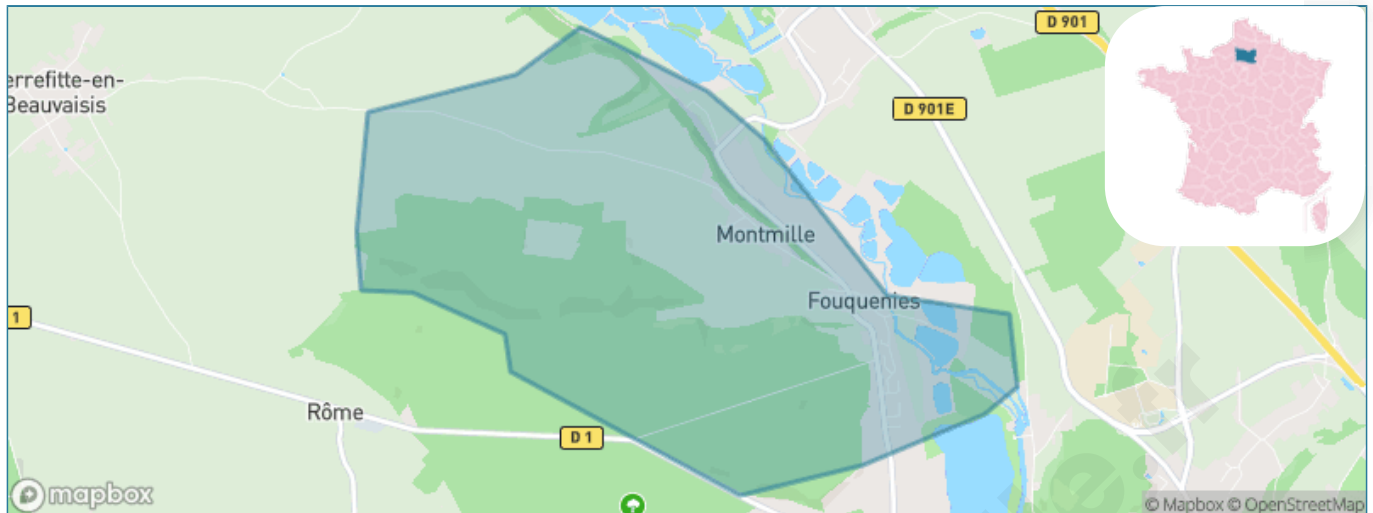 D 901
errefitte-en-
Beauvaisis
D 901E
Montmille
Fouquenies
1
Rôme
D 1
mapbox
© Mapbox © OpenStreetMap